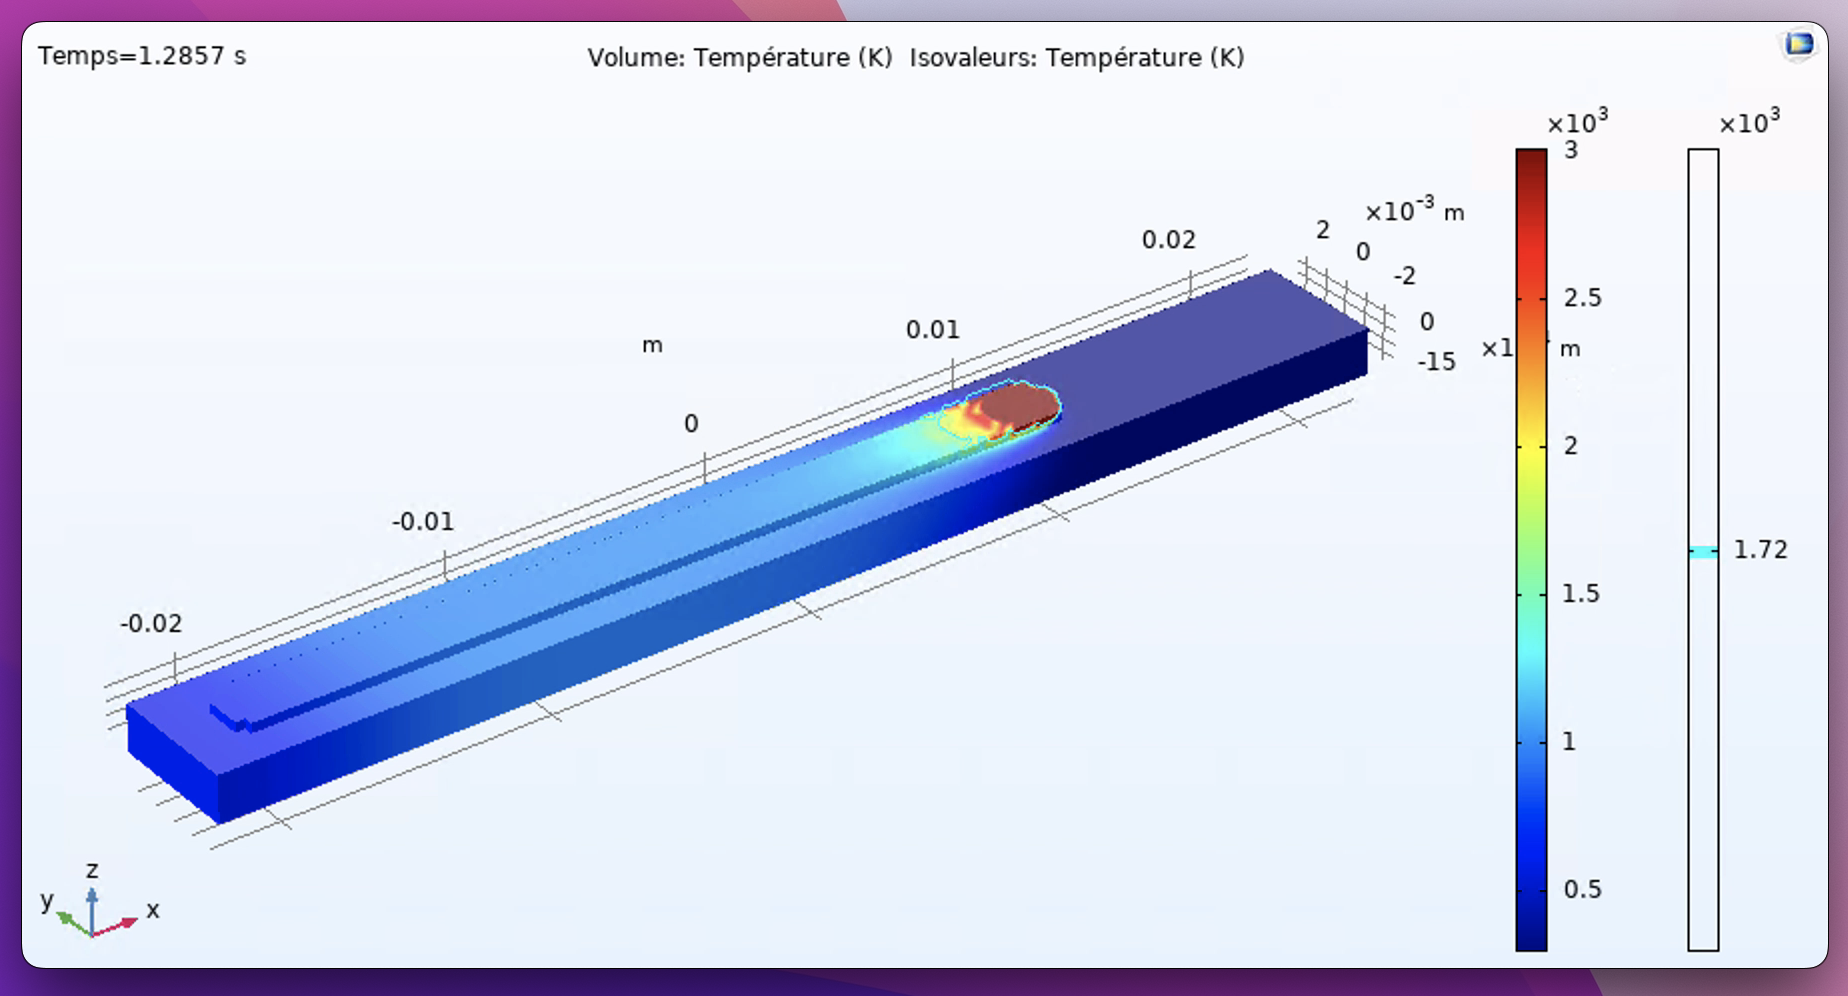 Temps=1.2857 s
Volume: Température (K) Isovaleurs: Température (K)
×10³
×10³
3
2.5
2
1.5
1
0.5
1.72
×10⁻³ m
2
0
-2
0
-15
×1
m
0.02
0.01
0
-0.01
-0.02
m
z
y
x